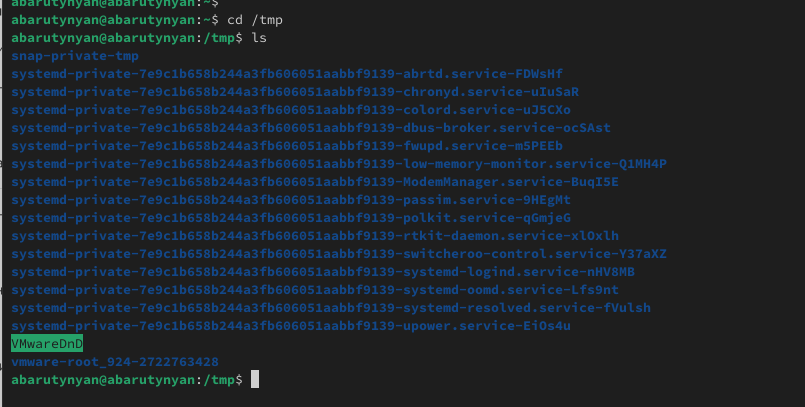 abarutynyan@abarutynyan:~$
abarutynyan@abarutynyan:~$ cd /tmp
abarutynyan@abarutynyan:/tmp$ ls
snap-private-tmp
systemd-private-7e9c1b658b244a3fb606051aabbf9139-abrtd.service-FDWsHf
systemd-private-7e9c1b658b244a3fb606051aabbf9139-chronyd.service-uIuSaR
systemd-private-7e9c1b658b244a3fb606051aabbf9139-colord.service-uJ5CXo
systemd-private-7e9c1b658b244a3fb606051aabbf9139-dbus-broker.service-ocSAst
systemd-private-7e9c1b658b244a3fb606051aabbf9139-fwupd.service-m5PEEb
systemd-private-7e9c1b658b244a3fb606051aabbf9139-low-memory-monitor.service-Q1MH4P
systemd-private-7e9c1b658b244a3fb606051aabbf9139-ModemManager.service-BuqI5E
systemd-private-7e9c1b658b244a3fb606051aabbf9139-passim.service-9HEgMt
systemd-private-7e9c1b658b244a3fb606051aabbf9139-polkit.service-qGmjeG
systemd-private-7e9c1b658b244a3fb606051aabbf9139-rtkit-daemon.service-xlOxlh
systemd-private-7e9c1b658b244a3fb606051aabbf9139-switcheroo-control.service-Y37aXZ
systemd-private-7e9c1b658b244a3fb606051aabbf9139-systemd-logind.service-nHV8MB
systemd-private-7e9c1b658b244a3fb606051aabbf9139-systemd-oomd.service-Lfs9nt
systemd-private-7e9c1b658b244a3fb606051aabbf9139-systemd-resolved.service-fVulsh
systemd-private-7e9c1b658b244a3fb606051aabbf9139-upower.service-EiOs4u
VMwareDnD
vmware-root_924-2722763428
abarutynyan@abarutynyan:/tmp$